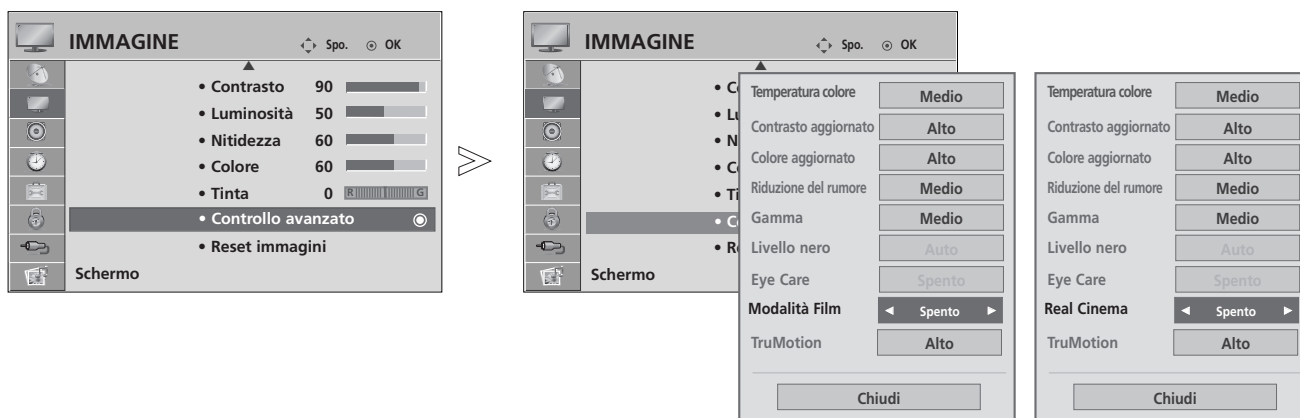 IMMAGINE Spo. OK
• Contrasto 90
• Luminosità 50
• Nitidezza 60
• Colore 60
• Tinta 0 R G
• Controllo avanzato
• Reset immagini
Schermo
IMMAGINE Spo. OK
• C
• L
• N
• C
• Ti
• C
• R
Schermo
Temperatura colore Medio
Contrasto aggiornato Alto
Colore aggiornato Alto
Riduzione del rumore Medio
Gamma Medio
Livello nero Auto
Eye Care Spento
Modalità Film ◄ Spento ►
TruMotion Alto
Chiudi
Temperatura colore Medio
Contrasto aggiornato Alto
Colore aggiornato Alto
Riduzione del rumore Medio
Gamma Medio
Livello nero Auto
Eye Care Spento
Real Cinema ◄ Spento ►
TruMotion Alto
Chiudi